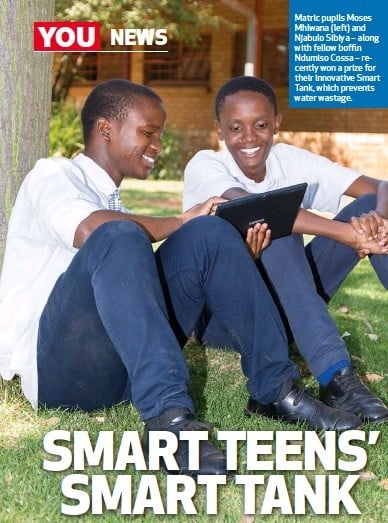 YOU NEWS
Matric pupils Moses
Mhlwana (left) and
Njabulo Sibiya – along
with fellow boffin
Ndumiso Cossa – re-
cently won a prize for
their innovative Smart
Tank, which prevents
water wastage.
SMART TEENS’
SMART TANK